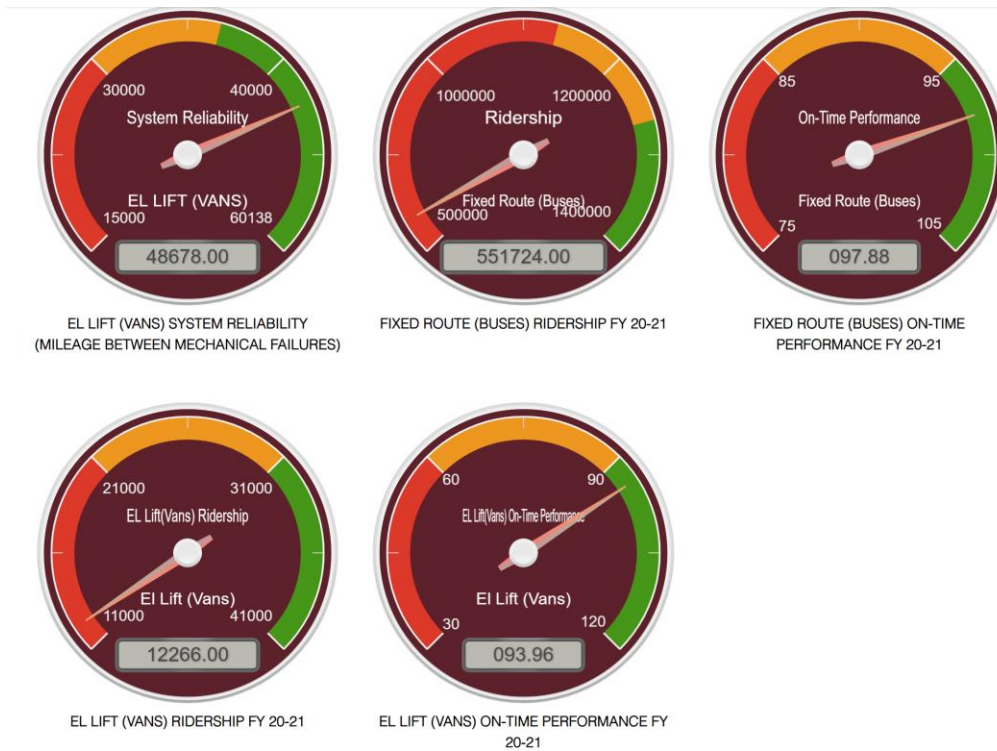 30000
40000
System Reliability
EL LIFT (VANS)
15000
60138
48678.00
EL LIFT (VANS) SYSTEM RELIABILITY
(MILEAGE BETWEEN MECHANICAL FAILURES)
1000000
1200000
Ridership
Fixed Route (Buses)
500000
1400000
551724.00
FIXED ROUTE (BUSES) RIDERSHIP FY 20-21
85
95
On-Time Performance
Fixed Route (Buses)
75
105
097.88
FIXED ROUTE (BUSES) ON-TIME
PERFORMANCE FY 20-21
21000
31000
EL Lift(Vans) Ridership
El Lift (Vans)
11000
41000
12266.00
EL LIFT (VANS) RIDERSHIP FY 20-21
60
90
EL Lift(Vans) On-Time Performance
El Lift (Vans)
30
120
093.96
EL LIFT (VANS) ON-TIME PERFORMANCE FY
20-21